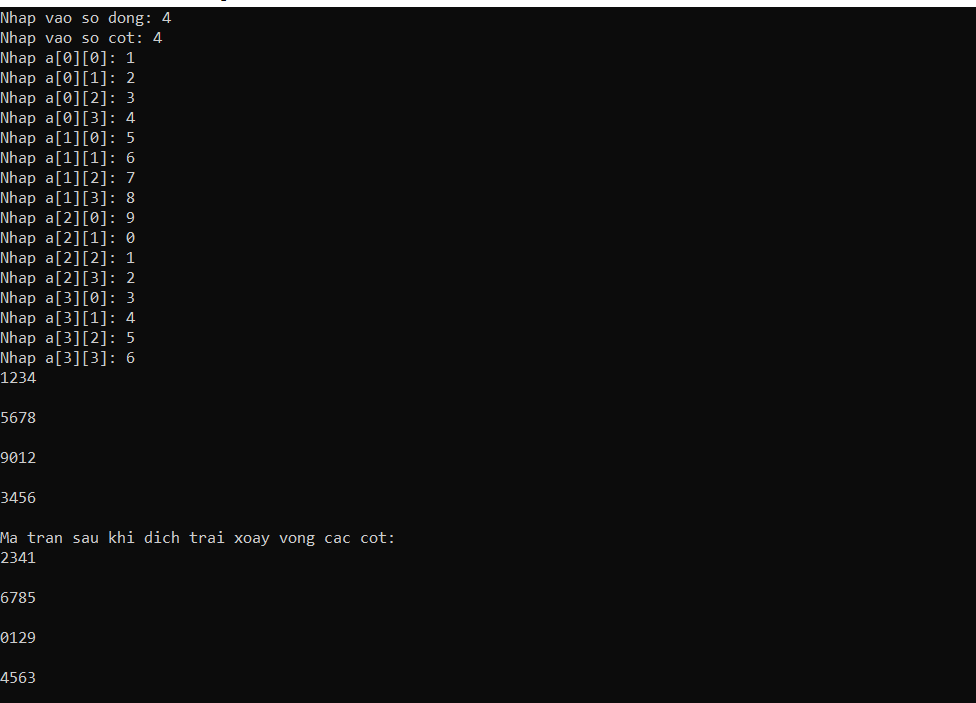 Nhap vao so dong: 4
Nhap vao so cot: 4
Nhap a[0][0]: 1
Nhap a[0][1]: 2
Nhap a[0][2]: 3
Nhap a[0][3]: 4
Nhap a[1][0]: 5
Nhap a[1][1]: 6
Nhap a[1][2]: 7
Nhap a[1][3]: 8
Nhap a[2][0]: 9
Nhap a[2][1]: 0
Nhap a[2][2]: 1
Nhap a[2][3]: 2
Nhap a[3][0]: 3
Nhap a[3][1]: 4
Nhap a[3][2]: 5
Nhap a[3][3]: 6
1234
5678
9012
3456
Ma tran sau khi dich trai xoay vong cac cot:
2341
6785
0129
4563